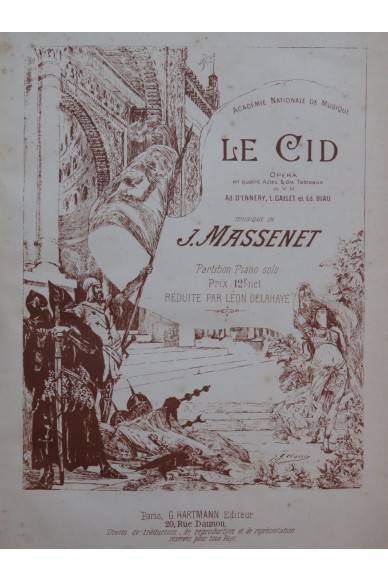 ACADÉMIE NATIONALE DE MUSIQUE
LE CID
OPÉRA
en quatre Actes & dix Tableaux
de M. M.
Ad. D'ENNERY, L. GALLET et Ed. BLAU
MUSIQUE DE
J. MASSENET
Partition Piano solo
Prix: 12f net
RÉDUITE PAR LÉON DELAHAYE
Paris, G. HARTMANN Editeur
20, Rue Daunou,
Droits de traduction, de reproduction et de représentation
réservés pour tous Pays.